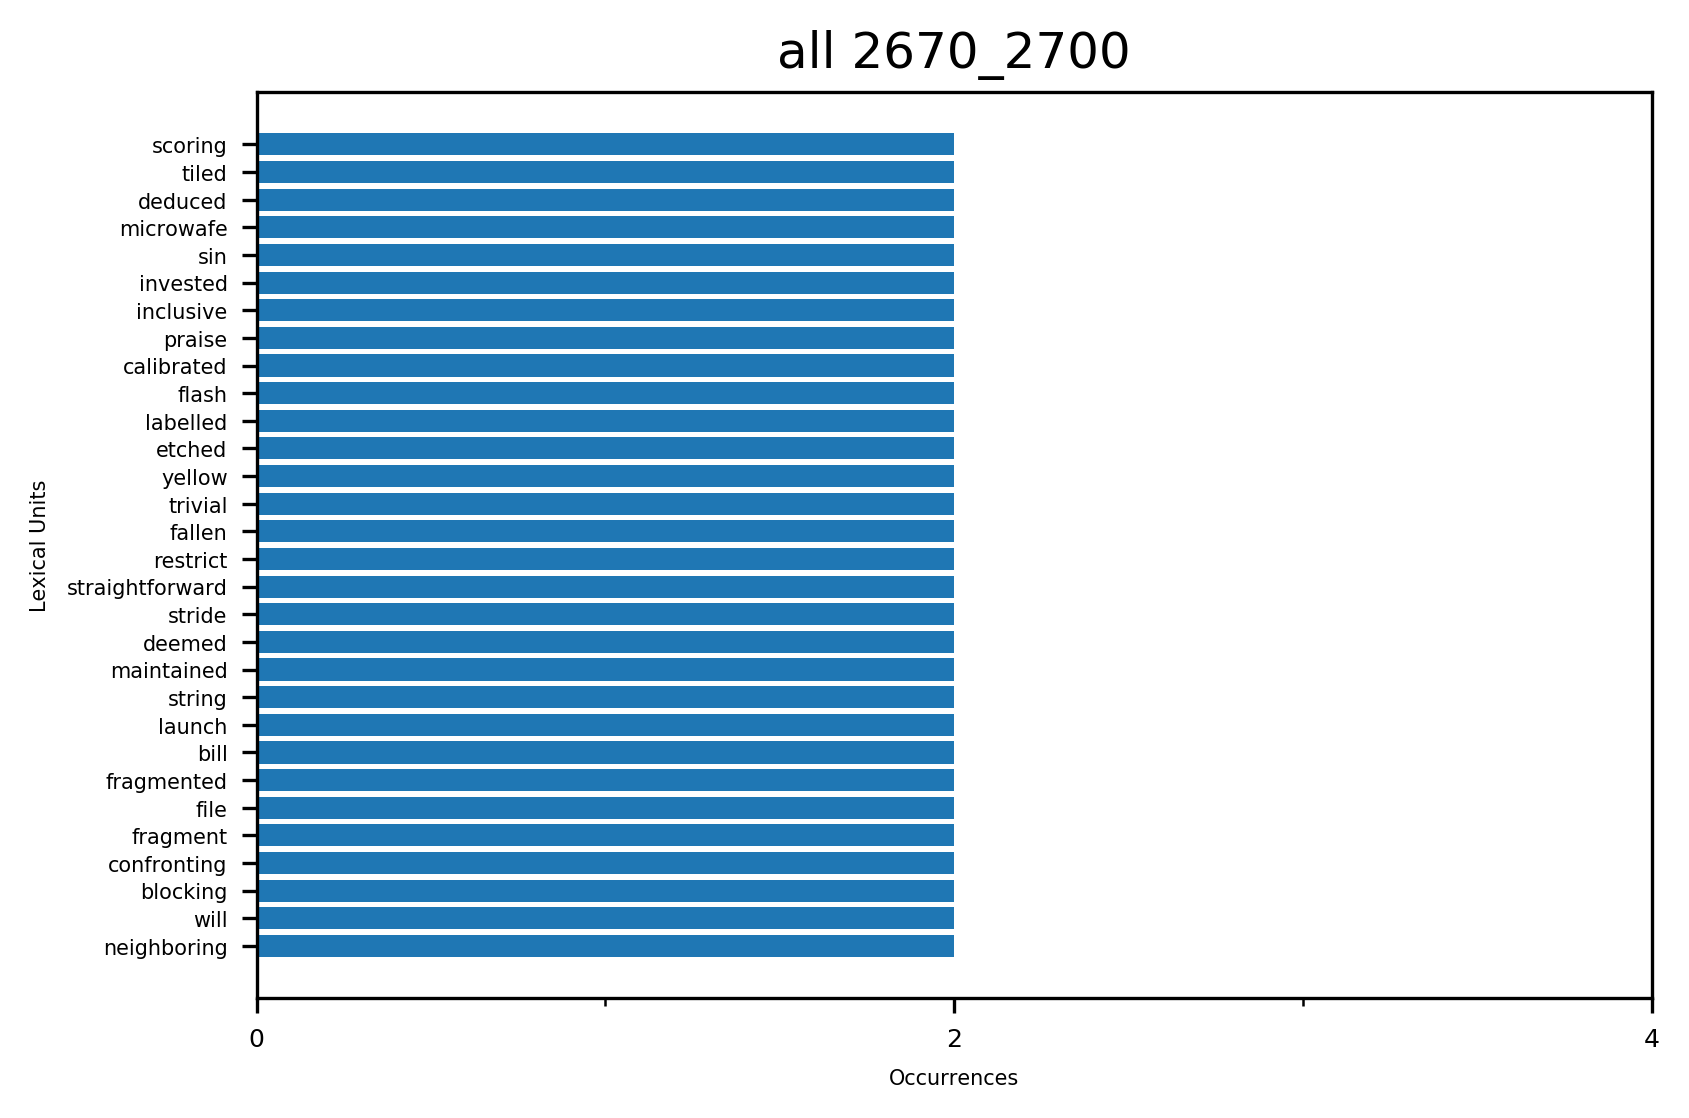 all 2670_2700
scoring
tiled
deduced
microwafe
sin
invested
inclusive
praise
calibrated
flash
labelled
etched
yellow
trivial
fallen
restrict
straightforward
stride
deemed
maintained
string
launch
bill
fragmented
file
fragment
confronting
blocking
will
neighboring
Lexical Units
0 2 4
Occurrences